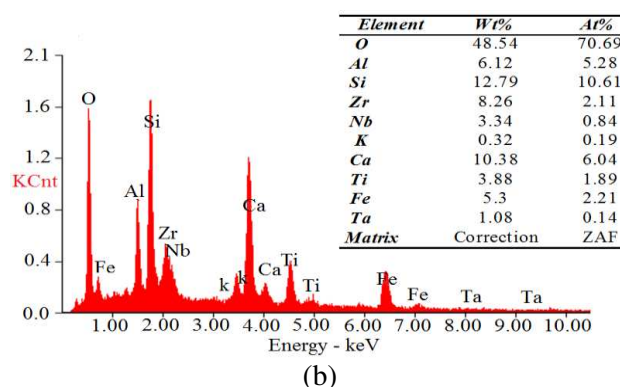 Element Wt% At%
O 48.54 70.69
Al 6.12 5.28
Si 12.79 10.61
Zr 8.26 2.11
Nb 3.34 0.84
K 0.32 0.19
Ca 10.38 6.04
Ti 3.88 1.89
Fe 5.3 2.21
Ta 1.08 0.14
Matrix Correction ZAF
2.1
1.6
1.2
KCnt
0.8
0.4
0.0
O
Fe
Al
Si
Zr
Nb
k
k
Ca
Ca
Ti
Ti
Fe
Fe
Ta
Ta
1.00 2.00 3.00 4.00 5.00 6.00 7.00 8.00 9.00 10.00
Energy - keV
(b)